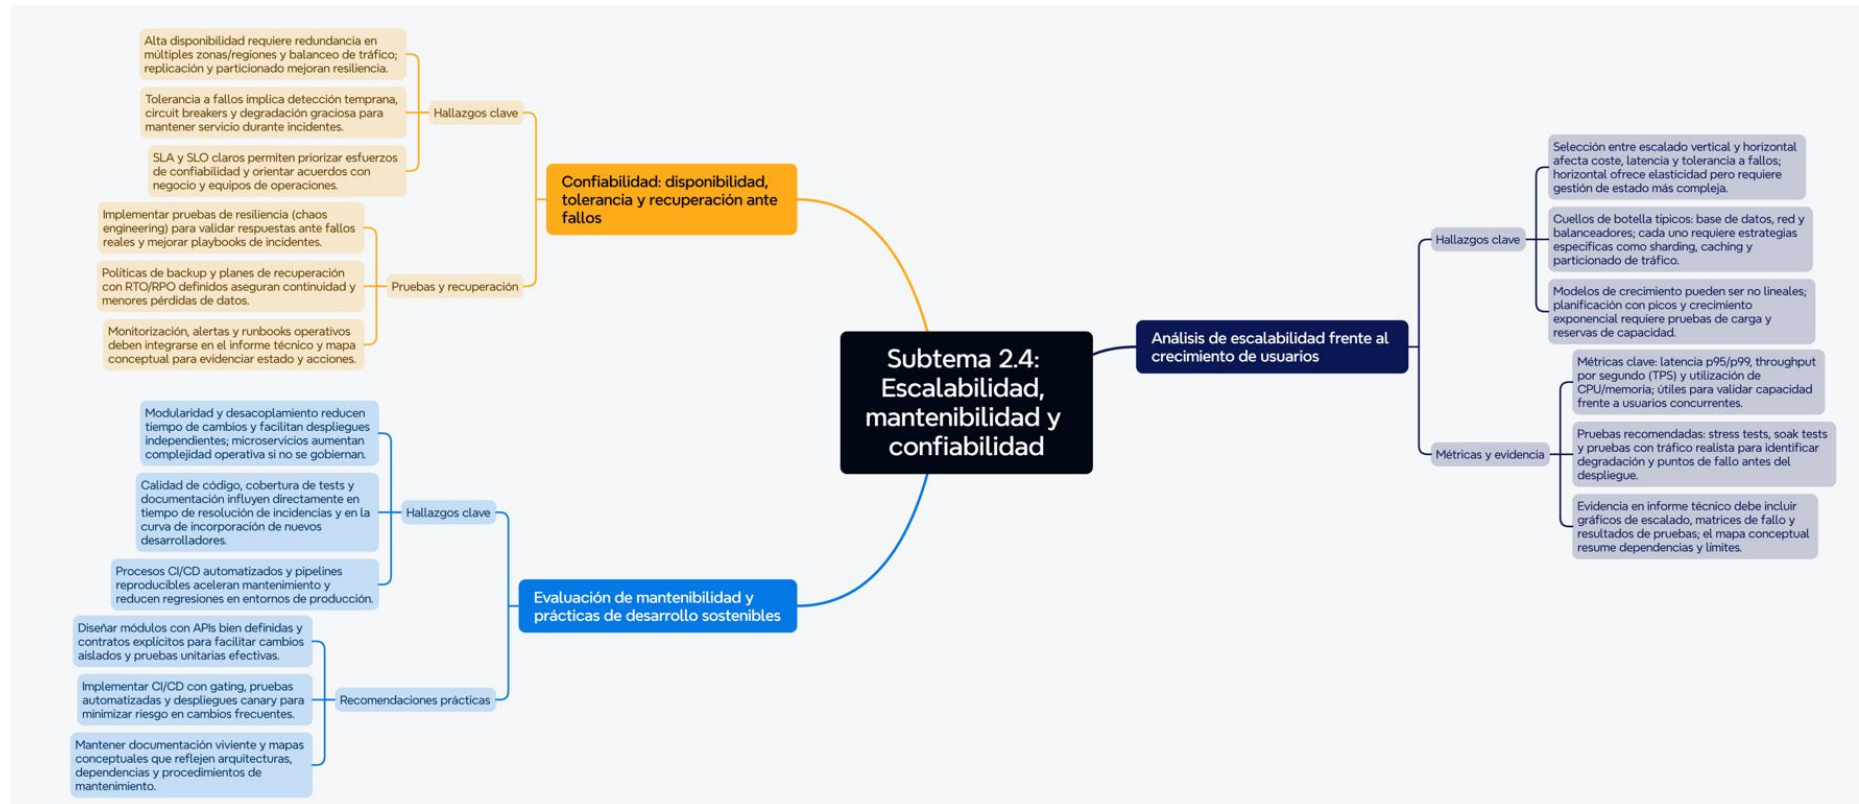 Subtema 2.4:
Escalabilidad,
mantenibilidad y
confiabilidad
Análisis de escalabilidad frente al
crecimiento de usuarios
Hallazgos clave
Selección entre escalado vertical y horizontal
afecta coste, latencia y tolerancia a fallos;
horizontal ofrece elasticidad pero requiere
gestión de estado más compleja.
Cuellos de botella típicos: base de datos, red y
balanceadores; cada uno requiere estrategias
específicas como sharding, caching y
particionado de tráfico.
Modelos de crecimiento pueden ser no lineales;
planificación con picos y crecimiento
exponencial requiere pruebas de carga y
reservas de capacidad.
Métricas y evidencia
Métricas clave: latencia p95/p99, throughput
por segundo (TPS) y utilización de
CPU/memoria; útiles para validar capacidad
frente a usuarios concurrentes.
Pruebas recomendadas: stress tests, soak tests
y pruebas con tráfico realista para identificar
degradación y puntos de fallo antes del
despliegue.
Evidencia en informe técnico debe incluir
gráficos de escalado, matrices de fallo y
resultados de pruebas; el mapa conceptual
resume dependencias y límites.
Confiabilidad: disponibilidad,
tolerancia y recuperación ante
fallos
Hallazgos clave
Alta disponibilidad requiere redundancia en
múltiples zonas/regiones y balanceo de tráfico;
replicación y particionado mejoran resiliencia.
Tolerancia a fallos implica detección temprana,
circuit breakers y degradación graciosa para
mantener servicio durante incidentes.
SLA y SLO claros permiten priorizar esfuerzos
de confiabilidad y orientar acuerdos con
negocio y equipos de operaciones.
Pruebas y recuperación
Implementar pruebas de resiliencia (chaos
engineering) para validar respuestas ante fallos
reales y mejorar playbooks de incidentes.
Políticas de backup y planes de recuperación
con RTO/RPO definidos aseguran continuidad y
menores pérdidas de datos.
Monitorización, alertas y runbooks operativos
deben integrarse en el informe técnico y mapa
conceptual para evidenciar estado y acciones.
Evaluación de mantenibilidad y
prácticas de desarrollo sostenibles
Hallazgos clave
Modularidad y desacoplamiento reducen
tiempo de cambios y facilitan despliegues
independientes; microservicios aumentan
complejidad operativa si no se gobiernan.
Calidad de código, cobertura de tests y
documentación influyen directamente en
tiempo de resolución de incidencias y en la
curva de incorporación de nuevos
desarrolladores.
Procesos CI/CD automatizados y pipelines
reproducibles aceleran mantenimiento y
reducen regresiones en entornos de producción.
Recomendaciones prácticas
Diseñar módulos con APIs bien definidas y
contratos explícitos para facilitar cambios
aislados y pruebas unitarias efectivas.
Implementar CI/CD con gating, pruebas
automatizadas y despliegues canary para
minimizar riesgo en cambios frecuentes.
Mantener documentación viviente y mapas
conceptuales que reflejen arquitecturas,
dependencias y procedimientos de
mantenimiento.